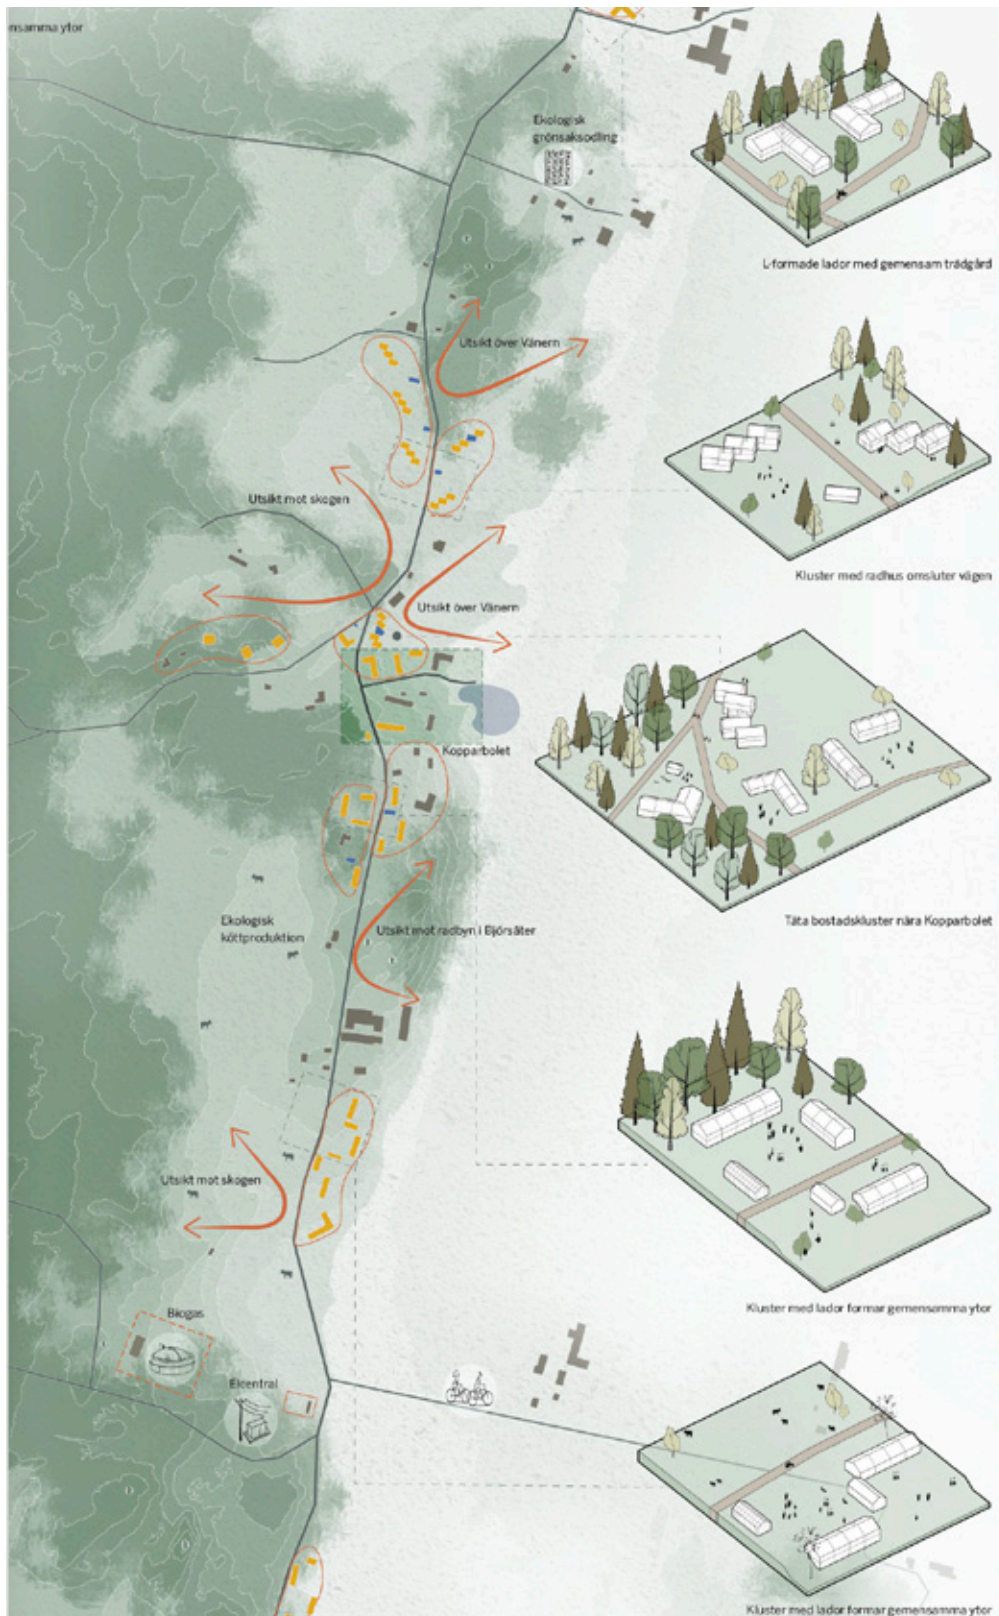 nsamma ytor
Ekologisk
grönsaksodling
L-formade lador med gemensam trädgård
Utsikt över Vänern
Utsikt mot skogen
Kluster med radhus omsluter vägen
Utsikt över Vänern
Kopparbolet
Ekologisk
köttproduktion
Utsikt mot radbyn i Björsäter
Täta bostadskluster nära Kopparbolet
Utsikt mot skogen
Kluster med lador formar gemensamma ytor
Biogas
Elcentral
Kluster med lador formar gemensamma ytor